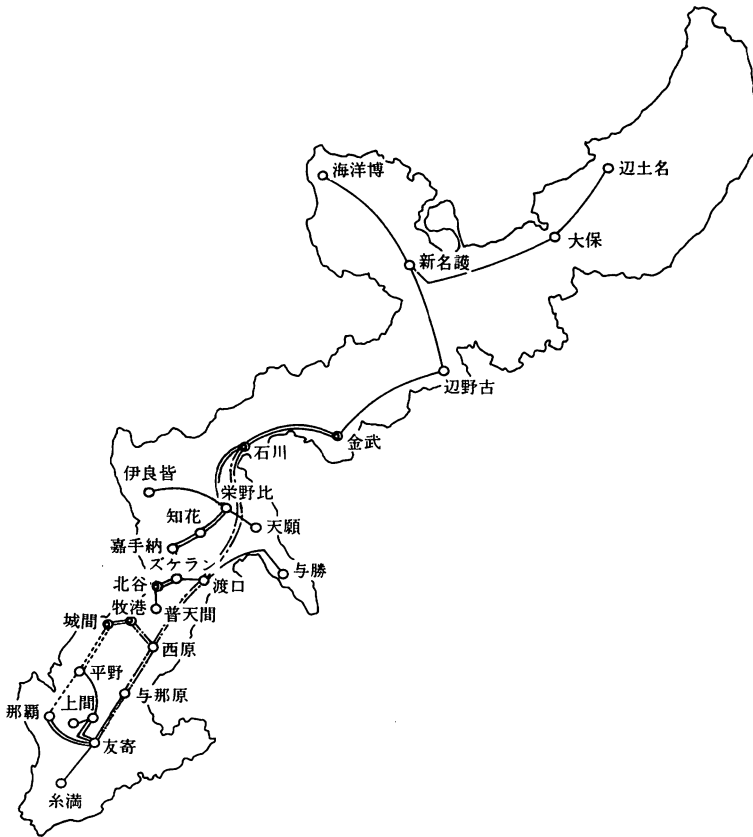 海洋博
辺土名
大保
新名護
辺野古
金武
石川
伊良皆
栄野比
知花
天願
嘉手納
ズケラン
与勝
北谷
渡口
牧港
普天間
城間
西原
平野
与那原
上間
那覇
友寄
糸満